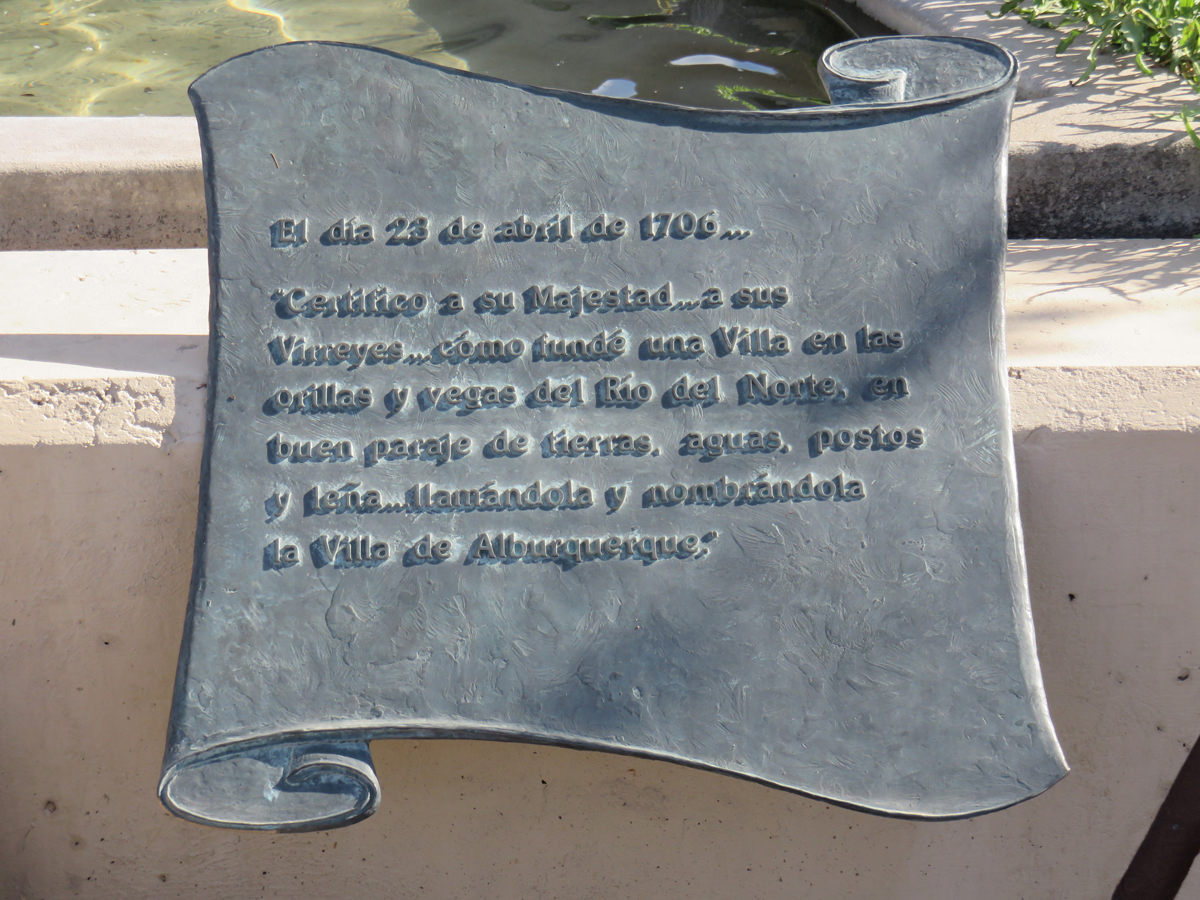 El día 23 de abril de 1706...
"Certifico a su Majestad...a sus
Virreyes...cómo fundé una Villa en las
orillas y vegas del Río del Norte, en
buen paraje de tierras, aguas, postos
y leña...llamándola y nombrándola
la Villa de Alburquerque,"